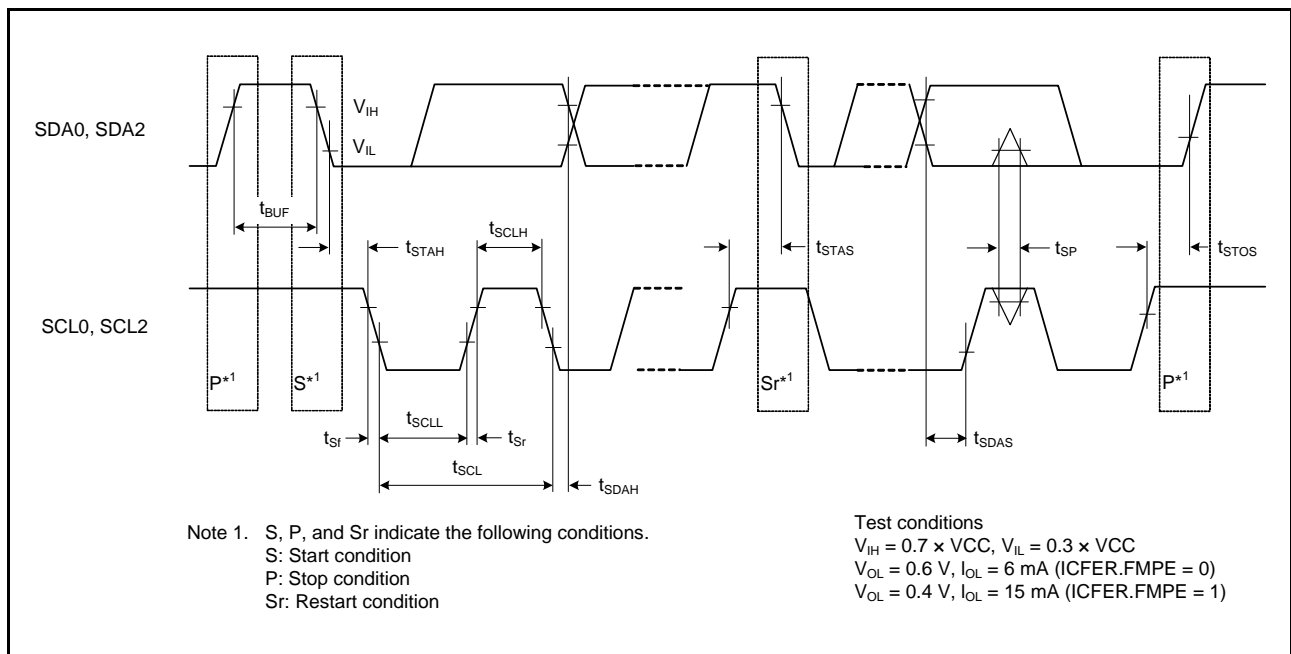 SDA0, SDA2
V_IH
V_IL
t_BUF
t_STAH
t_SCLH
t_STAS
t_SP
t_STOS
SCL0, SCL2
P*1
S*1
Sr*1
P*1
t_Sf
t_SCLL
t_Sr
t_SDAS
t_SCL
t_SDAH
Note 1. S, P, and Sr indicate the following conditions.
S: Start condition
P: Stop condition
Sr: Restart condition
Test conditions
V_IH = 0.7 × VCC, V_IL = 0.3 × VCC
V_OL = 0.6 V, I_OL = 6 mA (ICFER.FMPE = 0)
V_OL = 0.4 V, I_OL = 15 mA (ICFER.FMPE = 1)